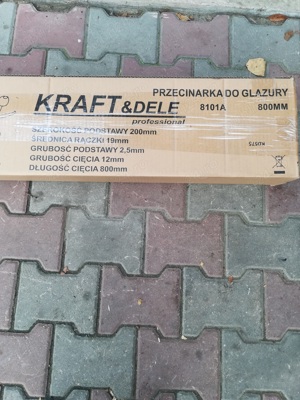 PRZECINARKA DO GLAZURY
KRAFT&DELE 8101A 800MM
professional
SZEROKOŚĆ PODSTAWY 200mm
ŚREDNICA RĄCZKI 19mm
GRUBOŚĆ PODSTAWY 2,5mm
GRUBOŚĆ CIĘCIA 12mm
DŁUGOŚĆ CIĘCIA 800mm